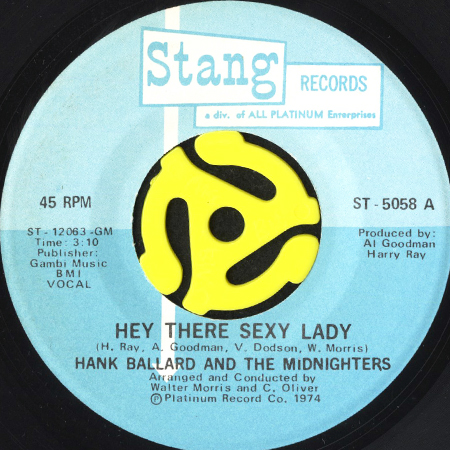 Stang
RECORDS
a div. of ALL PLATINUM Enterprises
45 RPM
ST - 5058 A
ST - 12063 -GM
Time: 3:10
Publisher:
Gambi Music
BMI
VOCAL
Produced by:
Al Goodman
Harry Ray
HEY THERE SEXY LADY
(H. Ray, A. Goodman, V. Dodson, W. Morris)
HANK BALLARD AND THE MIDNIGHTERS
Arranged and Conducted by
Walter Morris and C. Oliver
Ⓟ Platinum Record Co. 1974